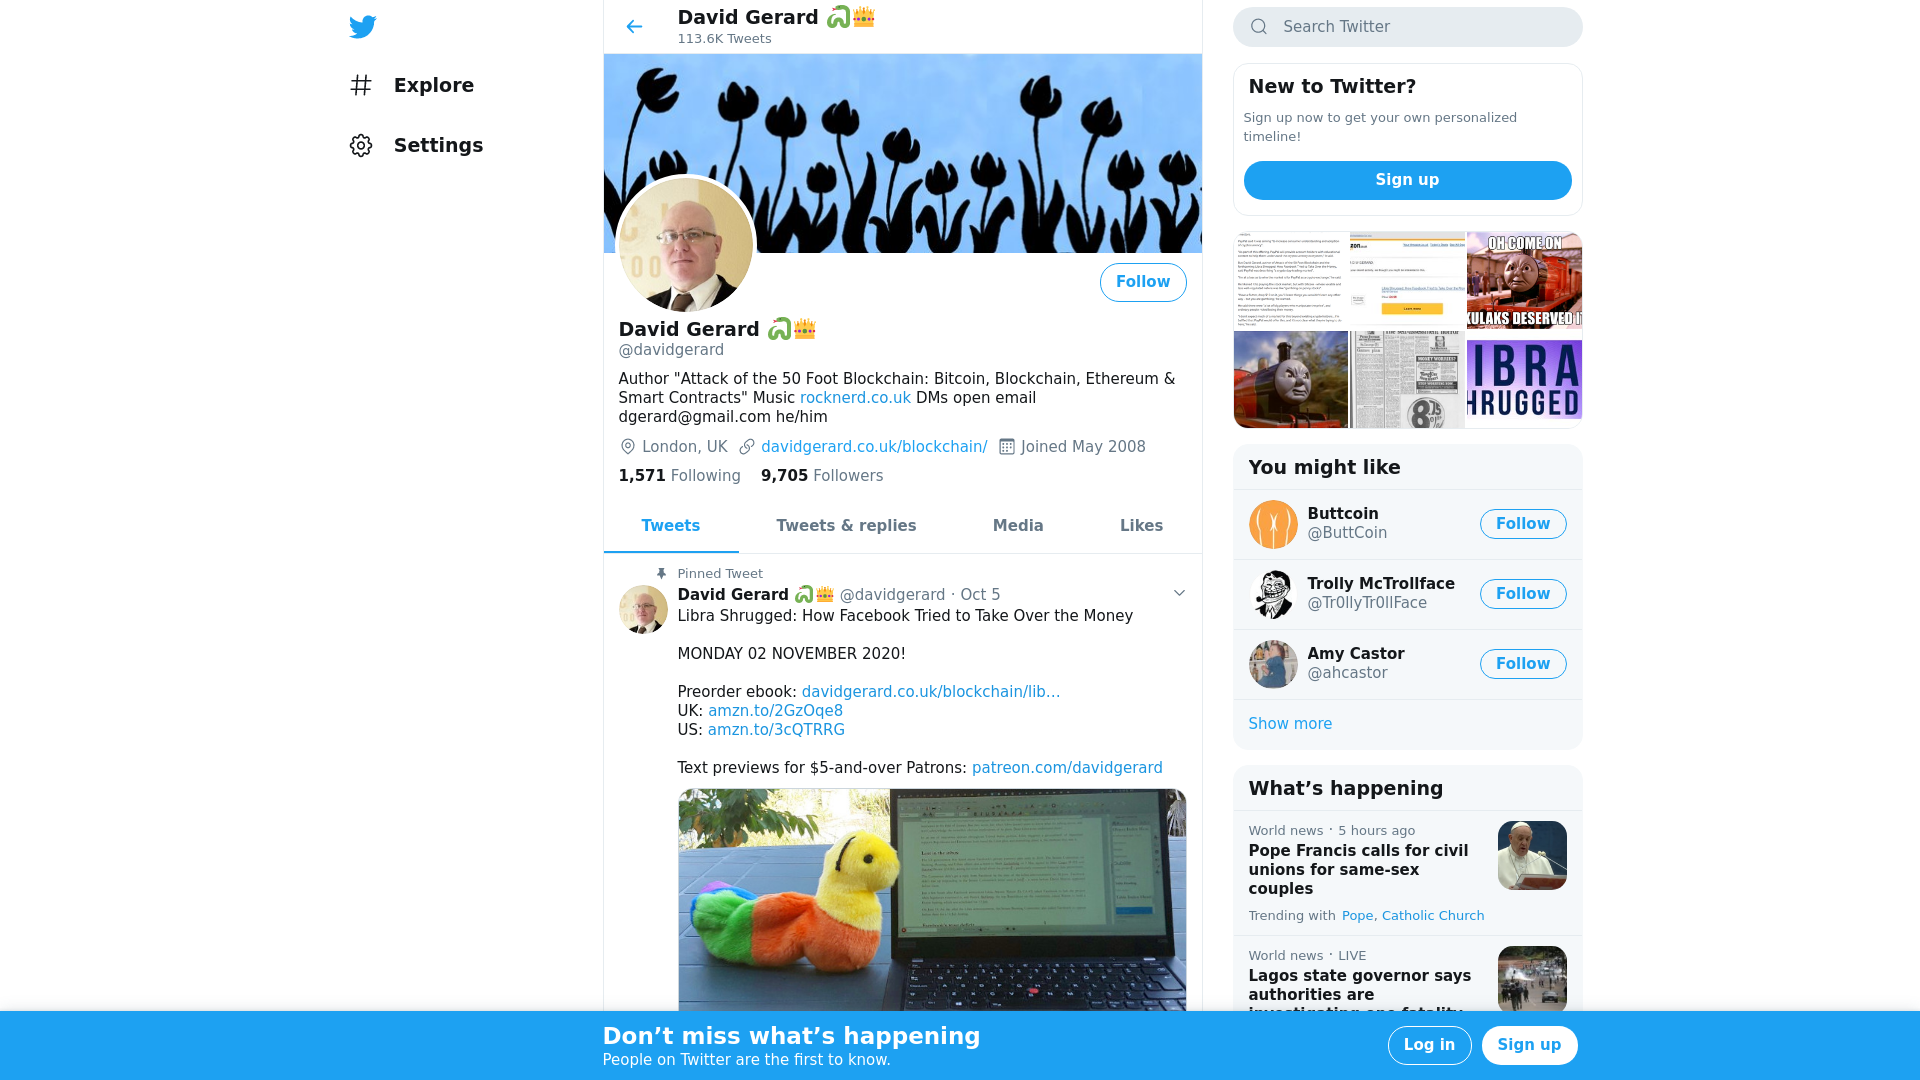 Explore
Settings
David Gerard
113.6K Tweets
Follow
David Gerard
@davidgerard
Author "Attack of the 50 Foot Blockchain: Bitcoin, Blockchain, Ethereum &
Smart Contracts" Music rocknerd.co.uk DMs open email
dgerard@gmail.com he/him
London, UK davidgerard.co.uk/blockchain/ Joined May 2008
1,571 Following 9,705 Followers
Tweets Tweets & replies Media Likes
Pinned Tweet
David Gerard @davidgerard · Oct 5
Libra Shrugged: How Facebook Tried to Take Over the Money
MONDAY 02 NOVEMBER 2020!
Preorder ebook: davidgerard.co.uk/blockchain/lib…
UK: amzn.to/2GzOqe8
US: amzn.to/3cQTRRG
Text previews for $5-and-over Patrons: patreon.com/davidgerard
Search Twitter
New to Twitter?
Sign up now to get your own personalized
timeline!
Sign up
OH COME ON
KULAKS DESERVED IT
IBRA
HRUGGED
You might like
Buttcoin
@ButtCoin
Follow
Trolly McTrollface
@Tr0llyTr0llFace
Follow
Amy Castor
@ahcastor
Follow
Show more
What’s happening
World news · 5 hours ago
Pope Francis calls for civil
unions for same-sex
couples
Trending with Pope, Catholic Church
World news · LIVE
Lagos state governor says
authorities are
investigating one fatality
Don’t miss what’s happening
People on Twitter are the first to know.
Log in
Sign up